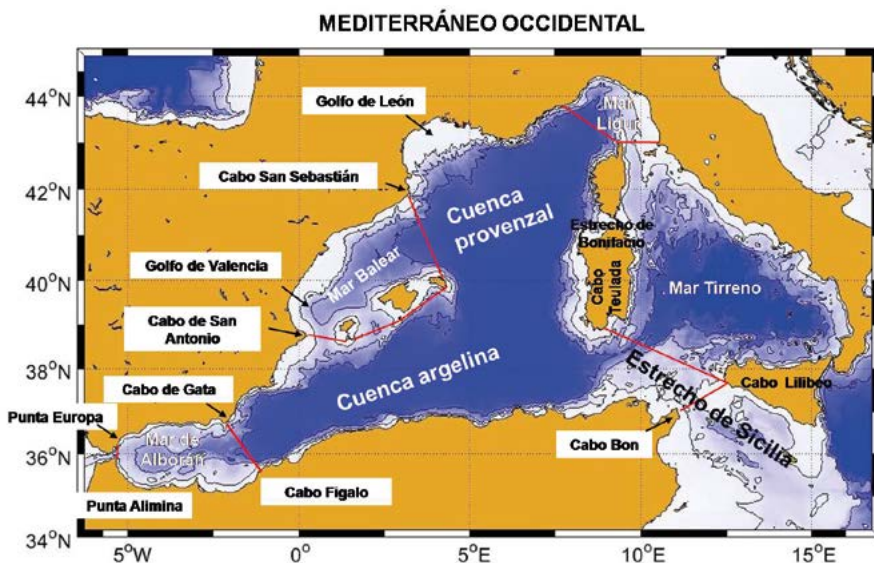 MEDITERRÁNEO OCCIDENTAL
44°N
42°N
40°N
38°N
36°N
34°N
Golfo de León
Mar
Ligur
Cabo San Sebastián
Cuenca
provenzal
Estrecho de
Bonifacio
Golfo de Valencia
Mar Balear
Cabo
Teulada
Mar Tirreno
Cabo de San
Antonio
Cabo de Gata
Cuenca argelina
Estrecho de Sicilia
Cabo Lilibeo
Punta Europa
Mar de
Alborán
Cabo Bon
Punta Alimina
Cabo Figalo
5°W
0°
5°E
10°E
15°E